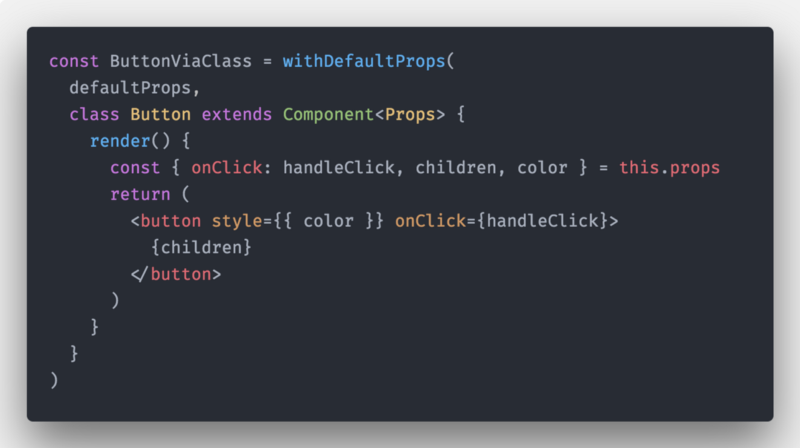 const ButtonViaClass = withDefaultProps(
  defaultProps,
  class Button extends Component<Props> {
    render() {
      const { onClick: handleClick, children, color } = this.props
      return (
        <button style={{ color }} onClick={handleClick}>
          {children}
        </button>
      )
    }
  }
)